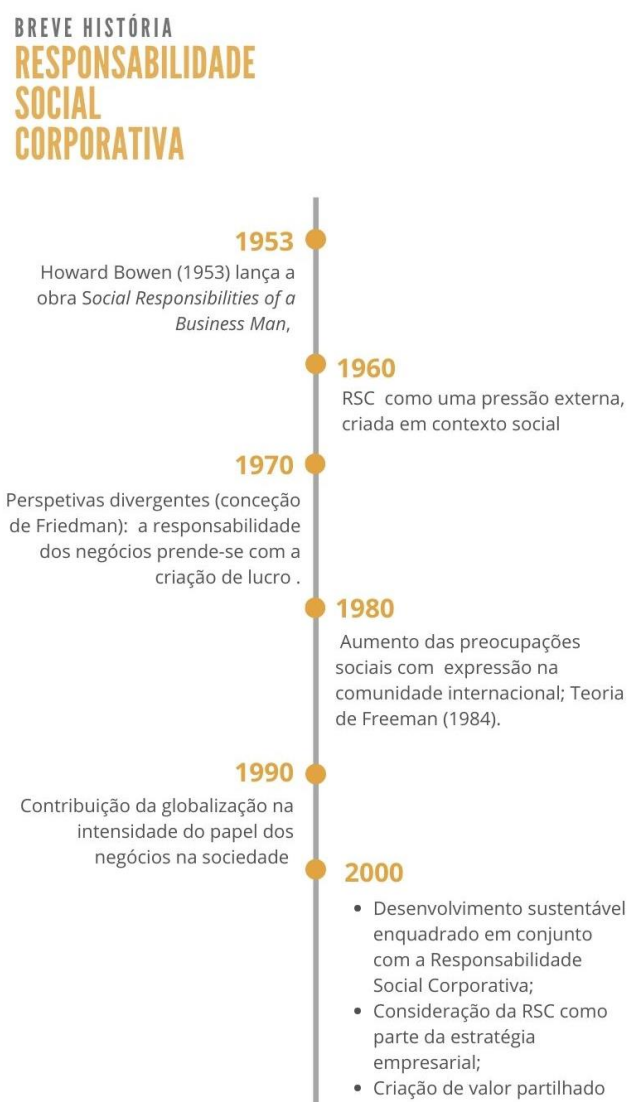 BREVE HISTÓRIA
RESPONSABILIDADE
SOCIAL
CORPORATIVA
1953
Howard Bowen (1953) lança a
obra Social Responsibilities of a
Business Man,
1960
RSC como uma pressão externa,
criada em contexto social
1970
Perspetivas divergentes (conceção
de Friedman): a responsabilidade
dos negócios prende-se com a
criação de lucro .
1980
Aumento das preocupações
sociais com expressão na
comunidade internacional; Teoria
de Freeman (1984).
1990
Contribuição da globalização na
intensidade do papel dos
negócios na sociedade
2000
• Desenvolvimento sustentável
enquadrado em conjunto
com a Responsabilidade
Social Corporativa;
• Consideração da RSC como
parte da estratégia
empresarial;
• Criação de valor partilhado